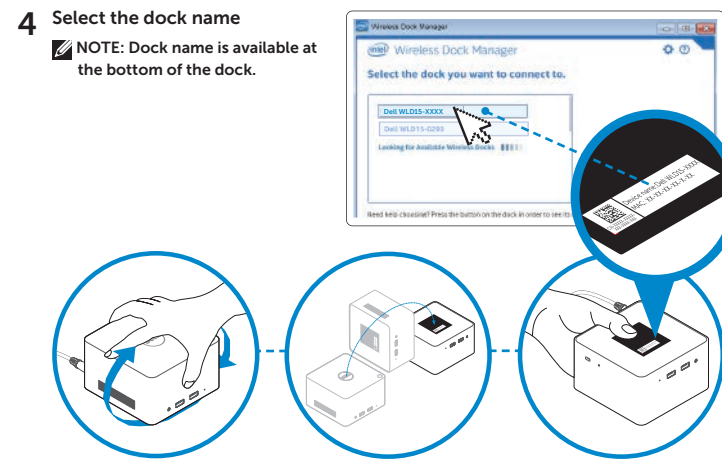 4 Select the dock name
NOTE: Dock name is available at
the bottom of the dock.
Wireless Dock Manager
intel Wireless Dock Manager
Select the dock you want to connect to.
Dell WLD15-XXXX
Dell WLD15-0293
Looking for Available Wireless Docks
Need help choosing? Press the button on the dock in order to see its
Device name: Dell WLD15-XXXX
MAC: XX-XX-XX-XX-X-XX